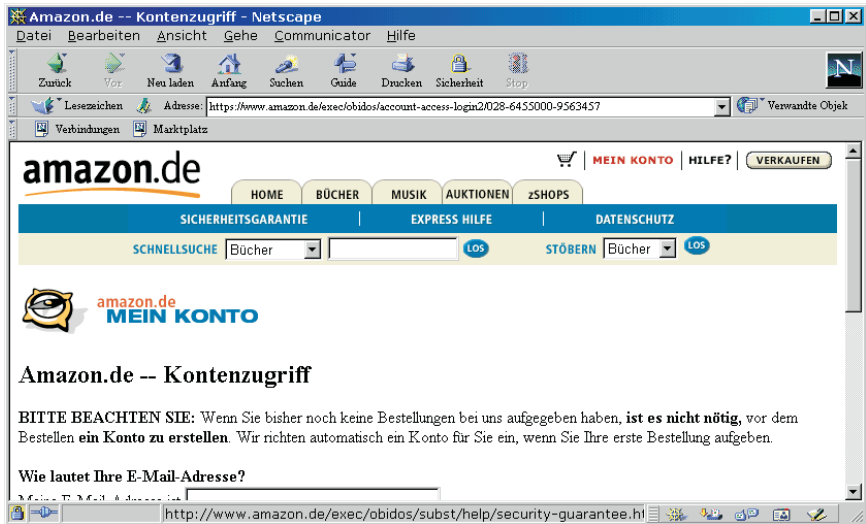 Amazon.de -- Kontenzugriff - Netscape
Datei Bearbeiten Ansicht Gehe Communicator Hilfe
Zurück Vor Neu laden Anfang Suchen Guide Drucken Sicherheit Stop
N
Lesezeichen Adresse: https://www.amazon.de/exec/obidos/account-access-login2/028-6455000-9563457 Verwandte Objek
Verbindungen Marktplatz
amazon.de
MEIN KONTO HILFE? VERKAUFEN
HOME BÜCHER MUSIK AUKTIONEN zSHOPS
SICHERHEITSGARANTIE EXPRESS HILFE DATENSCHUTZ
SCHNELLSUCHE Bücher LOS STÖBERN Bücher LOS
amazon.de
MEIN KONTO
Amazon.de -- Kontenzugriff
BITTE BEACHTEN SIE: Wenn Sie bisher noch keine Bestellungen bei uns aufgegeben haben, ist es nicht nötig, vor dem
Bestellen ein Konto zu erstellen. Wir richten automatisch ein Konto für Sie ein, wenn Sie Ihre erste Bestellung aufgeben.
Wie lautet Ihre E-Mail-Adresse?
Meine E-Mail-Adresse ist
http://www.amazon.de/exec/obidos/subst/help/security-guarantee.ht